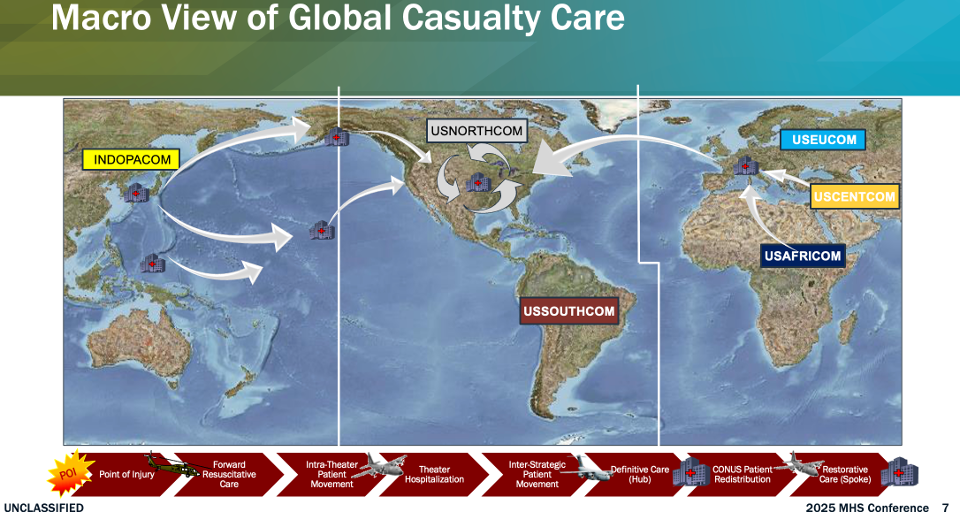 Macro View of Global Casualty Care
USNORTHCOM
INDOPACOM
USEUCOM
USCENTCOM
USAFRICOM
USSOUTHCOM
POI
Point of Injury
Forward
Resuscitative
Care
Intra-Theater
Patient
Movement
Theater
Hospitalization
Inter-Strategic
Patient
Movement
Definitive Care
(Hub)
CONUS Patient
Redistribution
Restorative
Care (Spoke)
UNCLASSIFIED
2025 MHS Conference 7